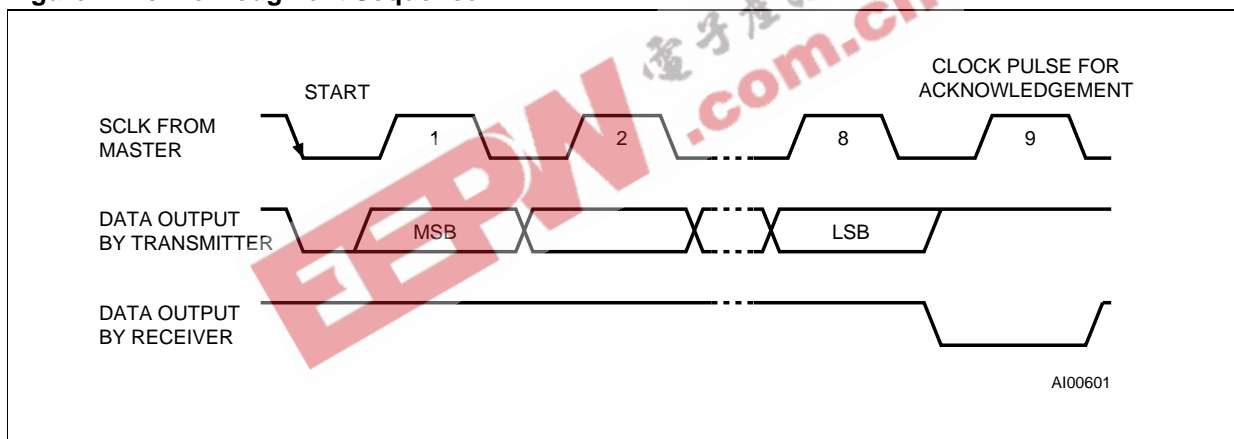 START
CLOCK PULSE FOR
ACKNOWLEDGEMENT
SCLK FROM
MASTER
1
2
8
9
DATA OUTPUT
BY TRANSMITTER
MSB
LSB
DATA OUTPUT
BY RECEIVER
AI00601
EEPW
.com.cn